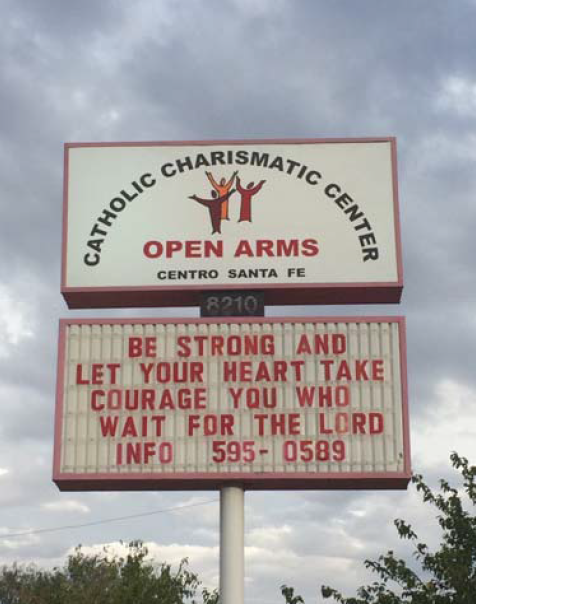 CATHOLIC CHARISMATIC CENTER
OPEN ARMS
CENTRO SANTA FE
8210
BE STRONG AND
LET YOUR HEART TAKE
COURAGE YOU WHO
WAIT FOR THE LORD
INFO 595- 0589